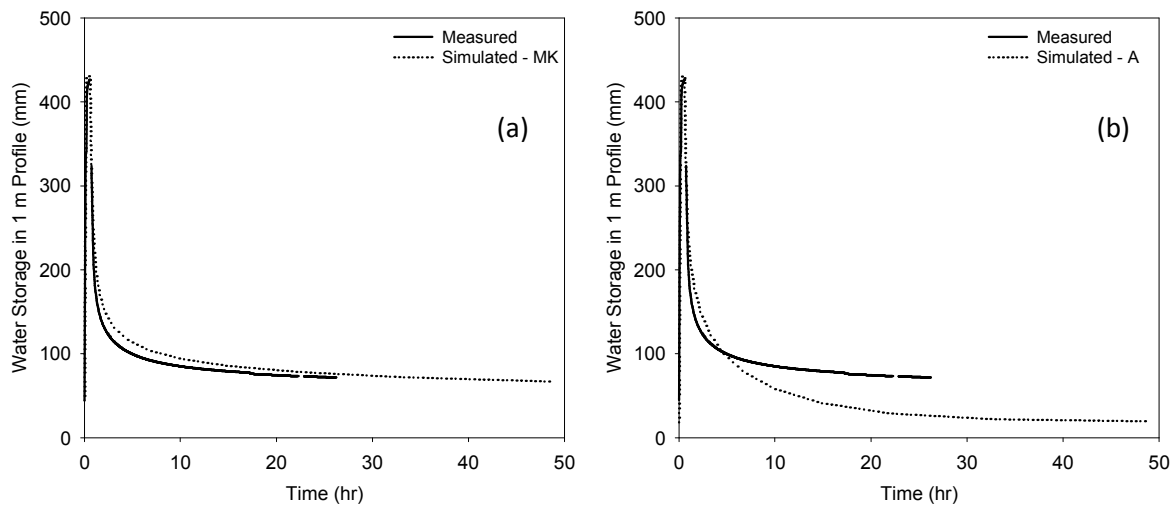 500
400
300
200
100
0
Water Storage in 1 m Profile (mm)
Measured
Simulated - MK
(a)
0 10 20 30 40 50
Time (hr)
500
400
300
200
100
0
Water Storage in 1 m Profile (mm)
Measured
Simulated - A
(b)
0 10 20 30 40 50
Time (hr)